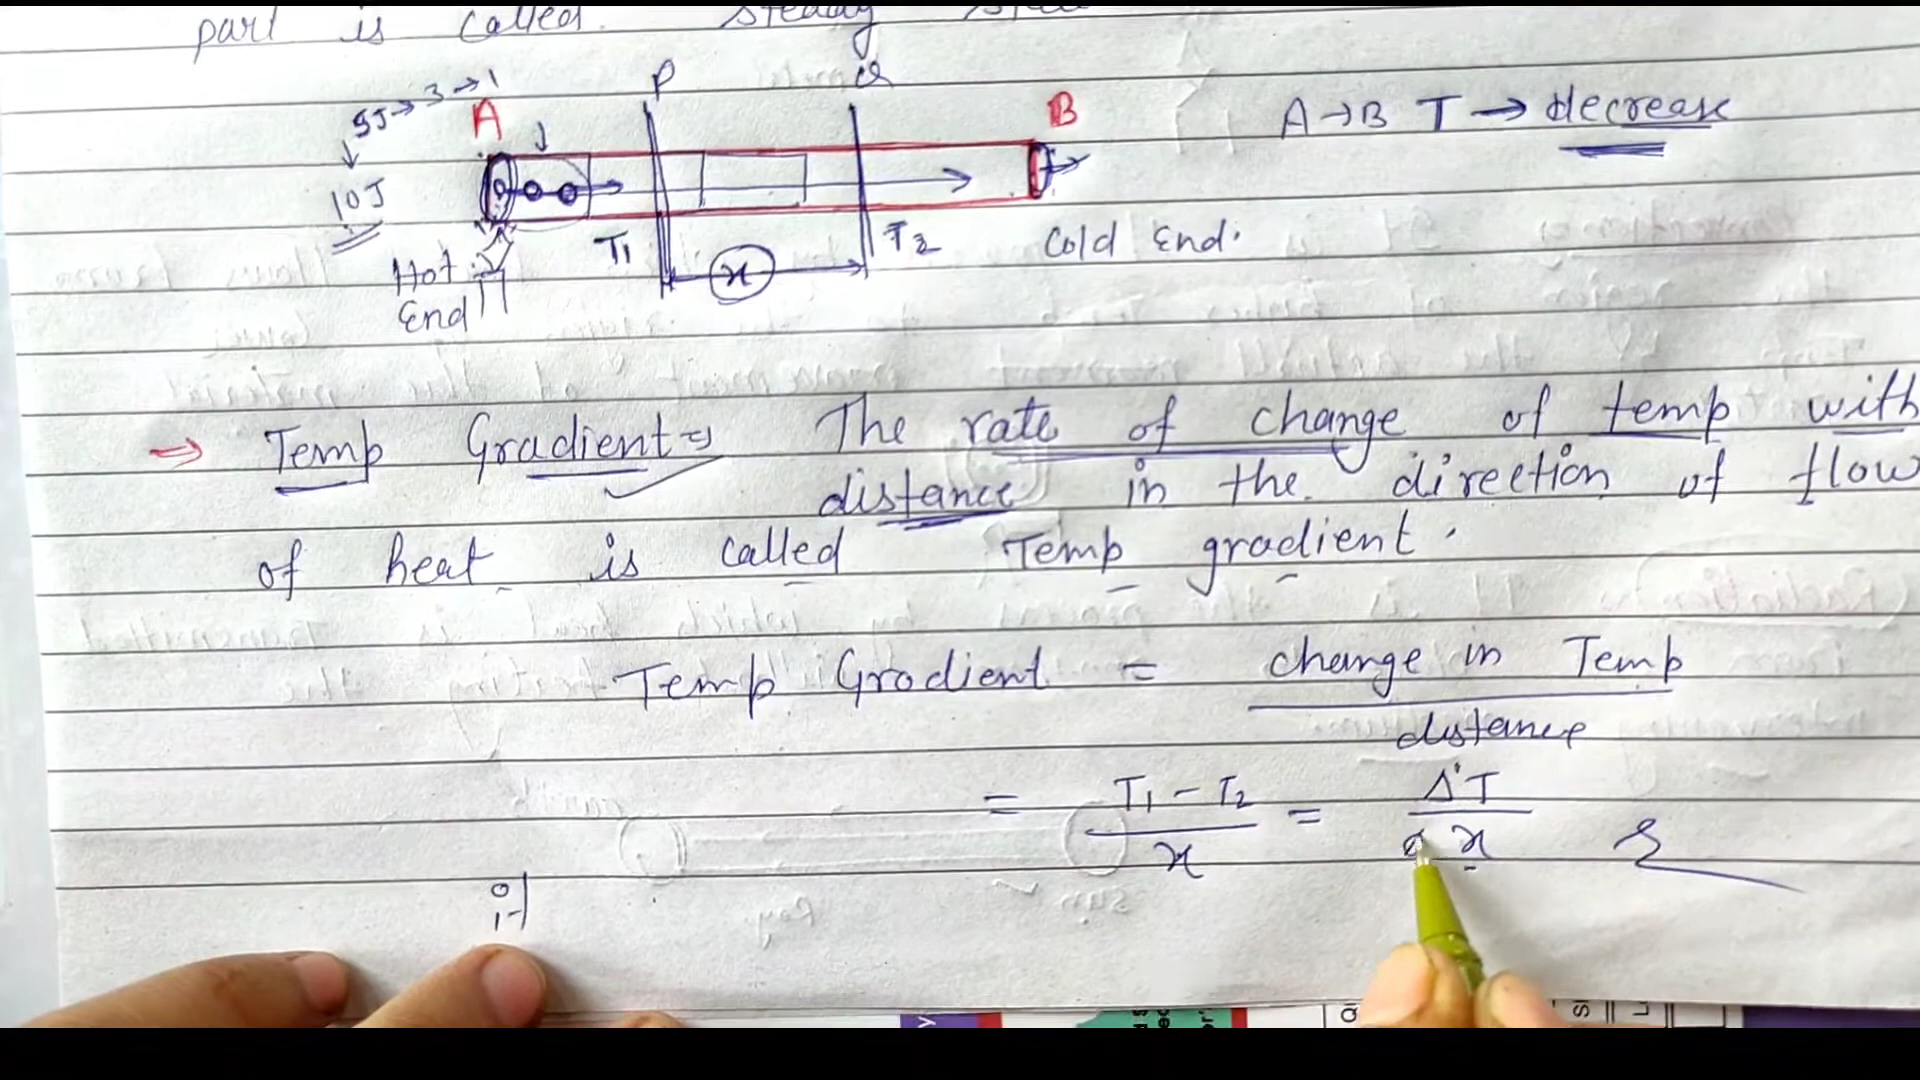 part is called steady
P Q
5J → 3 → 1
A B A → B T → decrease
10J
T1 x T2 Cold End.
Hot
End
⇒ Temp Gradient ⇒ The rate of change of temp with
distance in the direction of flow
of heat is called Temp gradient.
Temp Gradient = change in Temp
distance
= T1 - T2 / x = ΔT / x